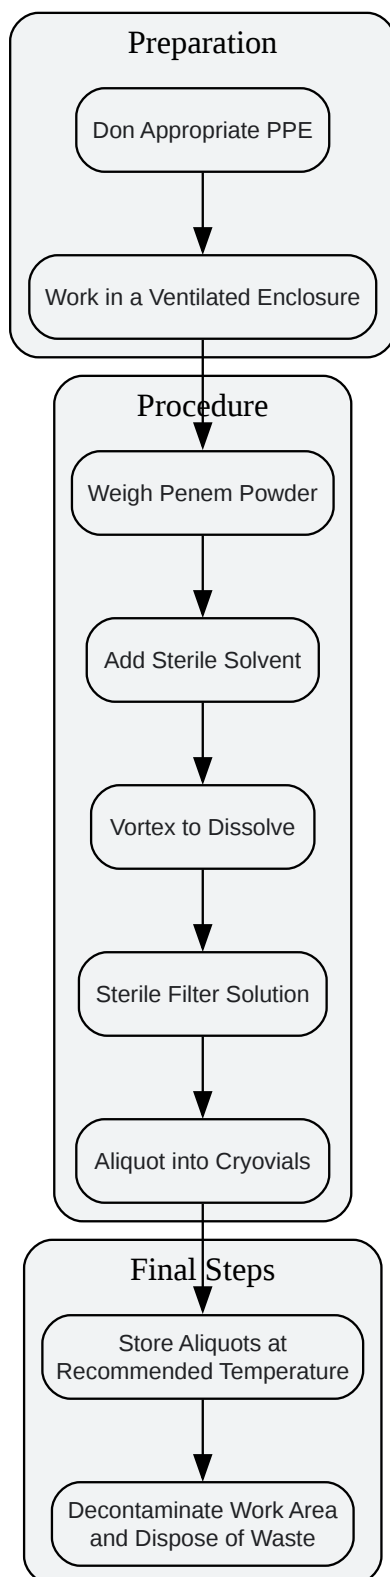 Preparation
Don Appropriate PPE
Work in a Ventilated Enclosure
Procedure
Weigh Penem Powder
Add Sterile Solvent
Vortex to Dissolve
Sterile Filter Solution
Aliquot into Cryovials
Final Steps
Store Aliquots at
Recommended Temperature
Decontaminate Work Area
and Dispose of Waste